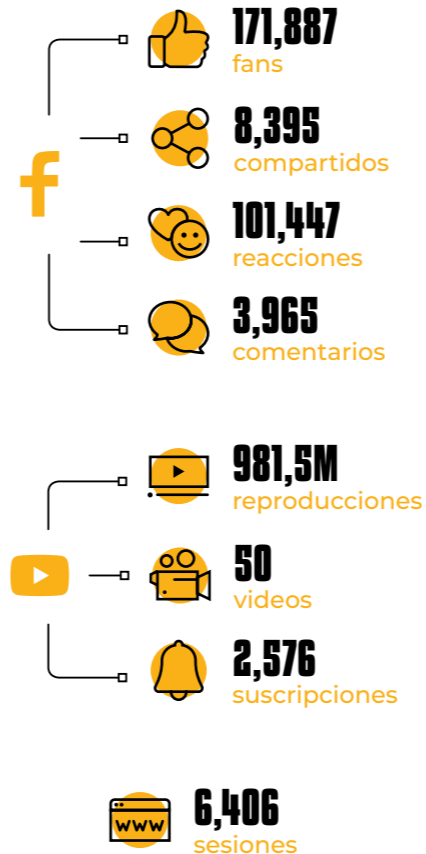 171,887
fans
8,395
compartidos
101,447
reacciones
3,965
comentarios
981,5M
reproducciones
50
videos
2,576
suscripciones
www
6,406
sesiones